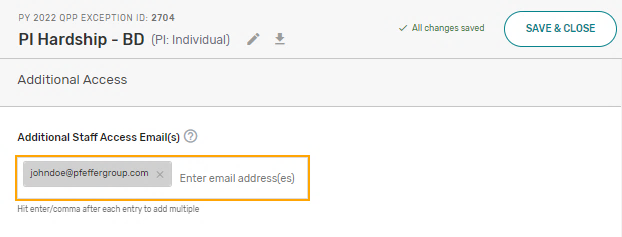 PY 2022 QPP EXCEPTION ID: 2704
PI Hardship - BD (PI: Individual)
All changes saved
SAVE & CLOSE
Additional Access
Additional Staff Access Email(s) ?
johndoe@pfeffergroup.com ×
Enter email address(es)
Hit enter/comma after each entry to add multiple